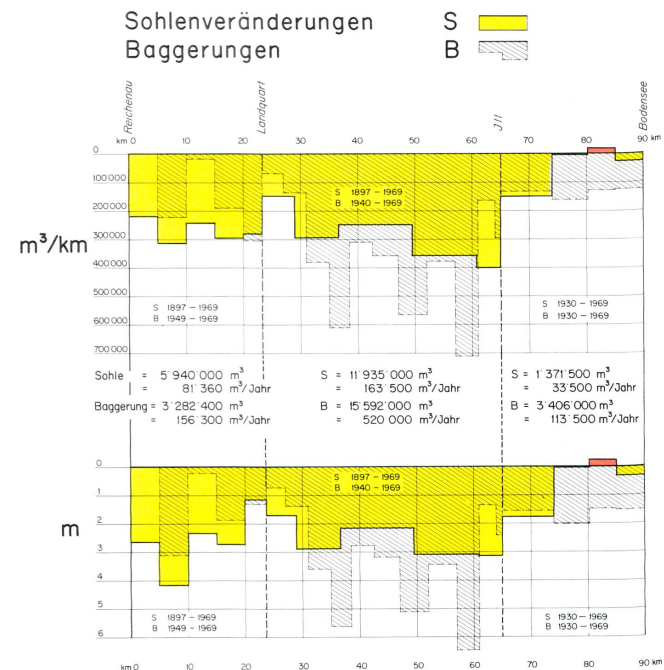 Sohlenveränderungen S
Baggerungen B
Reichenau
Landquart
J II
Bodensee
km 0 10 20 30 40 50 60 70 80 90 km
0
100 000
200 000
300 000
400 000
500 000
600 000
700 000
m³/km
S 1897 – 1969
B 1940 – 1969
S 1897 – 1969
B 1949 – 1969
S 1930 – 1969
B 1930 – 1969
Sohle = 5'940'000 m³
= 81'360 m³/Jahr
Baggerung = 3'282'400 m³
= 156'300 m³/Jahr
S = 11'935'000 m³
= 163'500 m³/Jahr
B = 15'592'000 m³
= 520 000 m³/Jahr
S = 1'371'500 m³
= 33'500 m³/Jahr
B = 3'406'000 m³
= 113'500 m³/Jahr
0
1
2
3
4
5
6
m
S 1897 – 1969
B 1940 – 1969
S 1897 – 1969
B 1949 – 1969
S 1930 – 1969
B 1930 – 1969
km 0 10 20 30 40 50 60 70 80 90 km